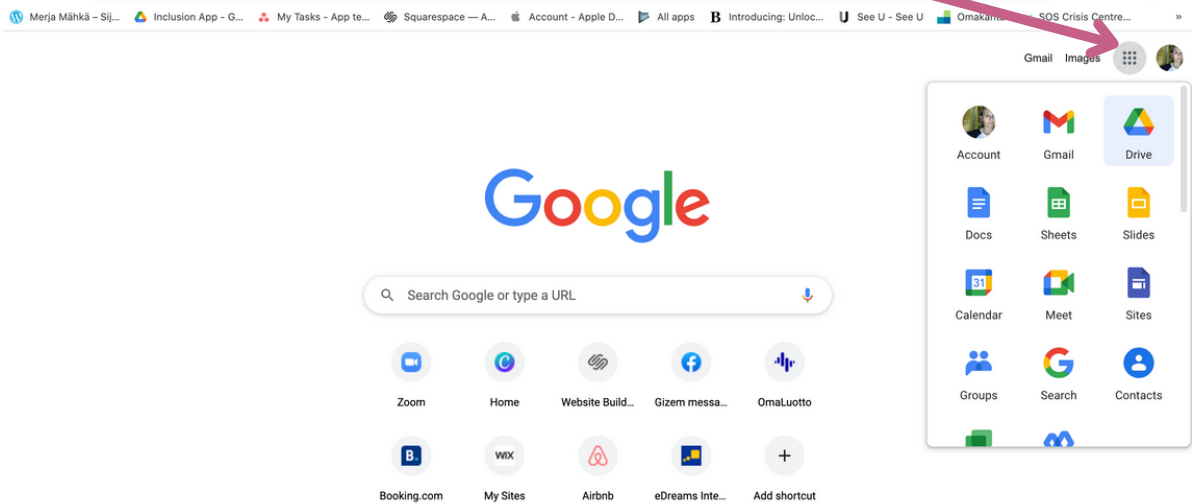 Merja Mähkä – Sij... Inclusion App - G... My Tasks - App te... Squarespace — A... Account - Apple D... All apps B Introducing: Unloc... See U - See U Omakanta SOS Crisis Centre... »
Gmail Images
Account Gmail Drive
Google
Docs Sheets Slides
Search Google or type a URL
31
Calendar Meet Sites
Zoom Home Website Build... Gizem messa... OmaLuotto
Groups Search Contacts
B. WIX
Booking.com My Sites Airbnb eDreams Inte... Add shortcut